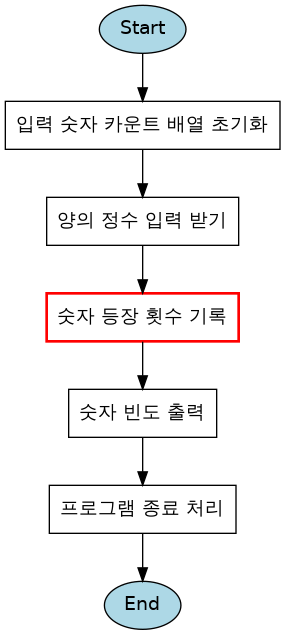 Start
입력 숫자 카운트 배열 초기화
양의 정수 입력 받기
숫자 등장 횟수 기록
숫자 빈도 출력
프로그램 종료 처리
End